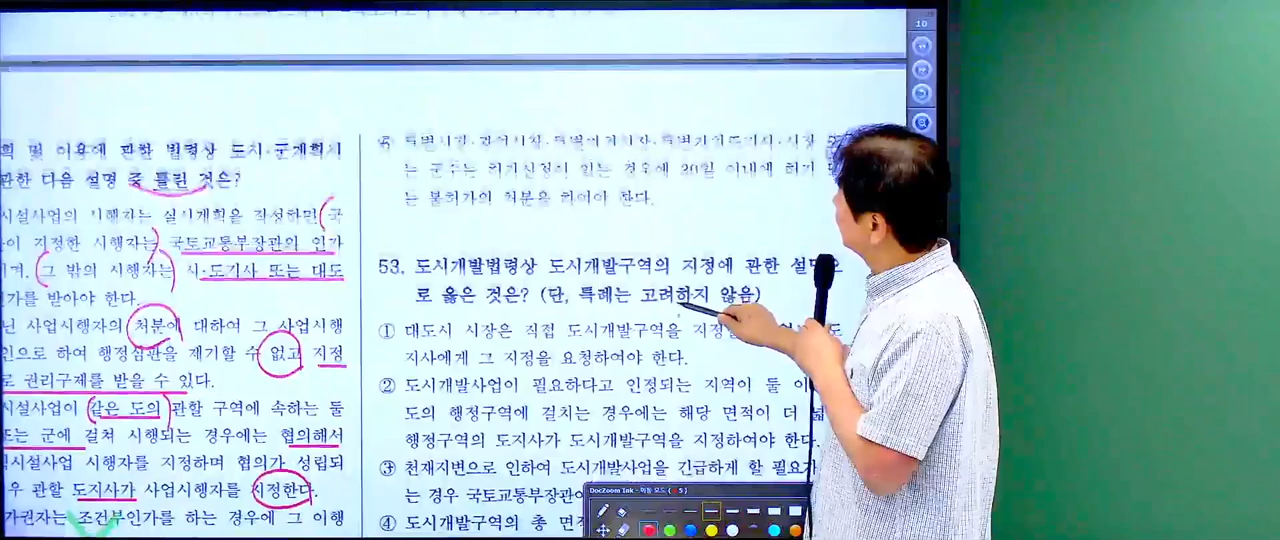 획 및 이용에 관한 법령상 도시·군계획시
관한 다음 설명 중 틀린 것은?
시설사업의 시행자는 실시계획을 작성하면 국
이 지정한 시행자는 국토교통부장관의 인가
며, 그 밖의 시행자는 시·도지사 또는 대도
가를 받아야 한다.
닌 사업시행자의 처분에 대하여 그 사업시행
인으로 하여 행정심판을 제기할 수 없고 지정
로 권리구제를 받을 수 있다.
시설사업이 같은 도의 관할 구역에 속하는 둘
또는 군에 걸쳐 시행되는 경우에는 협의해서
시설사업 시행자를 지정하며 협의가 성립되
우 관할 도지사가 사업시행자를 지정한다.
가권자는 조건부인가를 하는 경우에 그 이행
는 군수는 허가신청이 있는 경우에 20일 이내에 허가
는 불허가의 처분을 하여야 한다.
53. 도시개발법령상 도시개발구역의 지정에 관한 설명으
로 옳은 것은? (단, 특례는 고려하지 않음)
① 대도시 시장은 직접 도시개발구역을 지정할 도
지사에게 그 지정을 요청하여야 한다.
② 도시개발사업이 필요하다고 인정되는 지역이 둘 이
도의 행정구역에 걸치는 경우에는 해당 면적이 더 넓
행정구역의 도지사가 도시개발구역을 지정하여야 한다.
③ 천재지변으로 인하여 도시개발사업을 긴급하게 할 필요가
는 경우 국토교통부장관이
④ 도시개발구역의 총 면적
DocZoom Ink - 이동 모드 ( 5 )
10